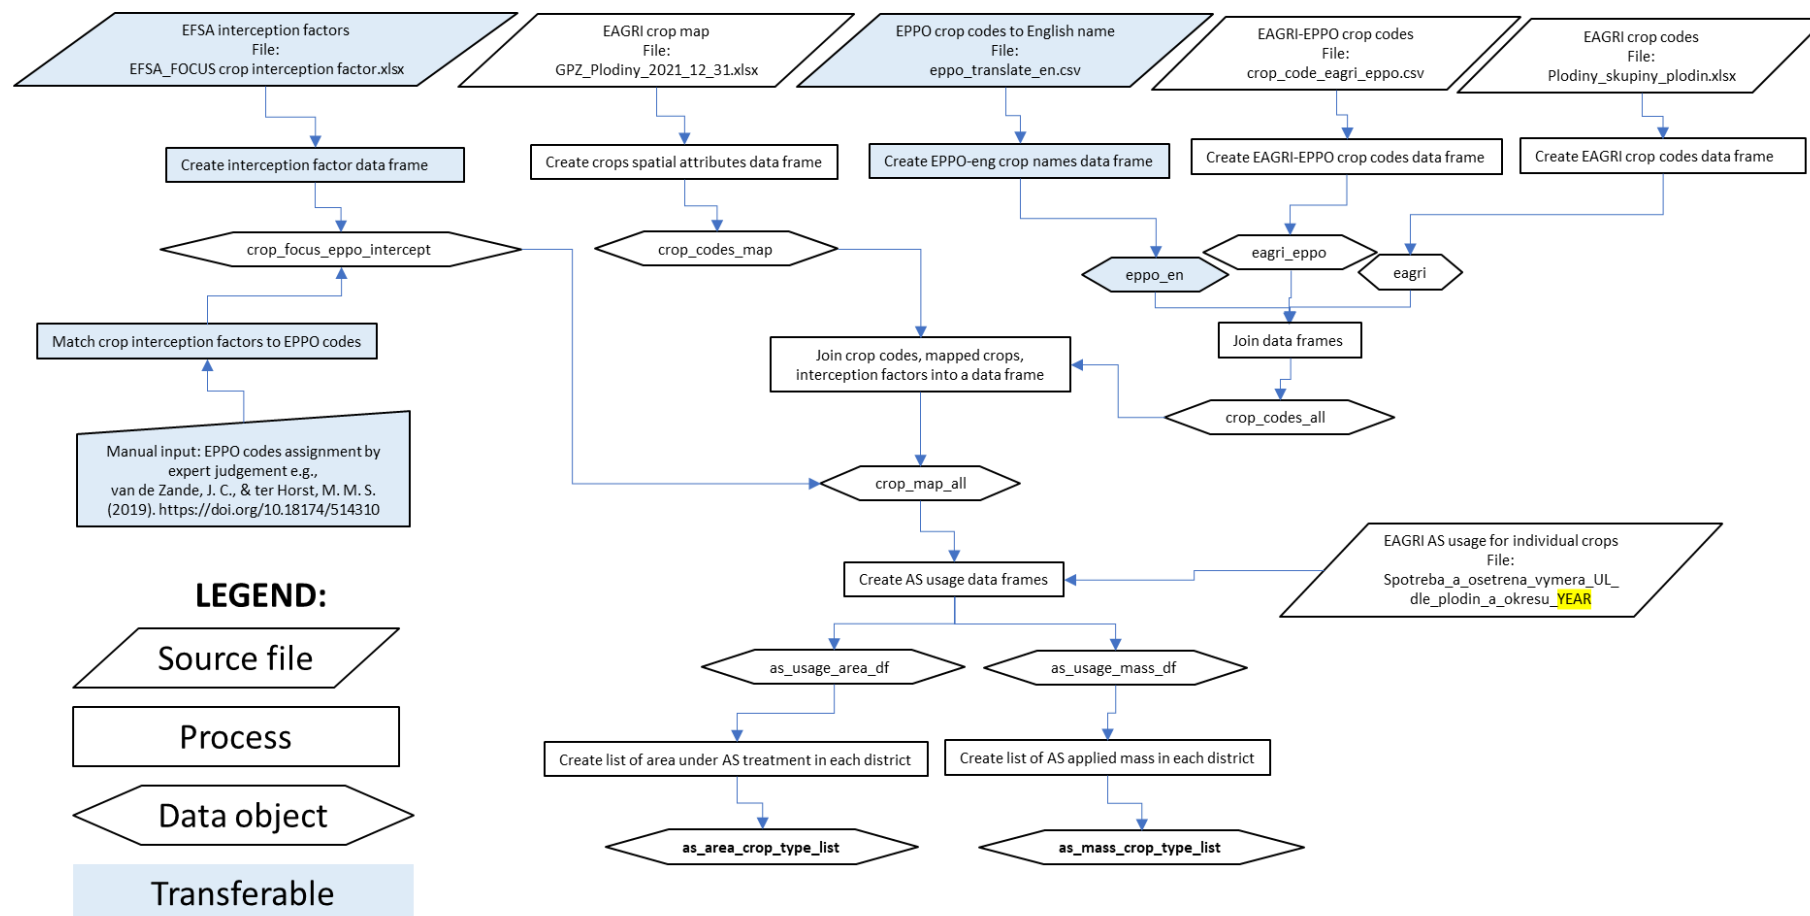 EFSA interception factors
File:
EFSA_FOCUS crop interception factor.xlsx
EAGRI crop map
File:
GPZ_Plodiny_2021_12_31.xlsx
EPPO crop codes to English name
File:
eppo_translate_en.csv
EAGRI-EPPO crop codes
File:
crop_code_eagri_eppo.csv
EAGRI crop codes
File:
Plodiny_skupiny_plodin.xlsx
Create interception factor data frame
Create crops spatial attributes data frame
Create EPPO-eng crop names data frame
Create EAGRI-EPPO crop codes data frame
Create EAGRI crop codes data frame
crop_focus_eppo_intercept
crop_codes_map
eppo_en
eagri_eppo
eagri
Match crop interception factors to EPPO codes
Join crop codes, mapped crops,
interception factors into a data frame
Join data frames
crop_codes_all
Manual input: EPPO codes assignment by
expert judgement e.g.,
van de Zande, J. C., & ter Horst, M. M. S.
(2019). https://doi.org/10.18174/514310
crop_map_all
EAGRI AS usage for individual crops
File:
Spotreba_a_osetrena_vymera_UL_
dle_plodin_a_okresu_YEAR
Create AS usage data frames
as_usage_area_df
as_usage_mass_df
Create list of area under AS treatment in each district
Create list of AS applied mass in each district
as_area_crop_type_list
as_mass_crop_type_list
LEGEND:
Source file
Process
Data object
Transferable